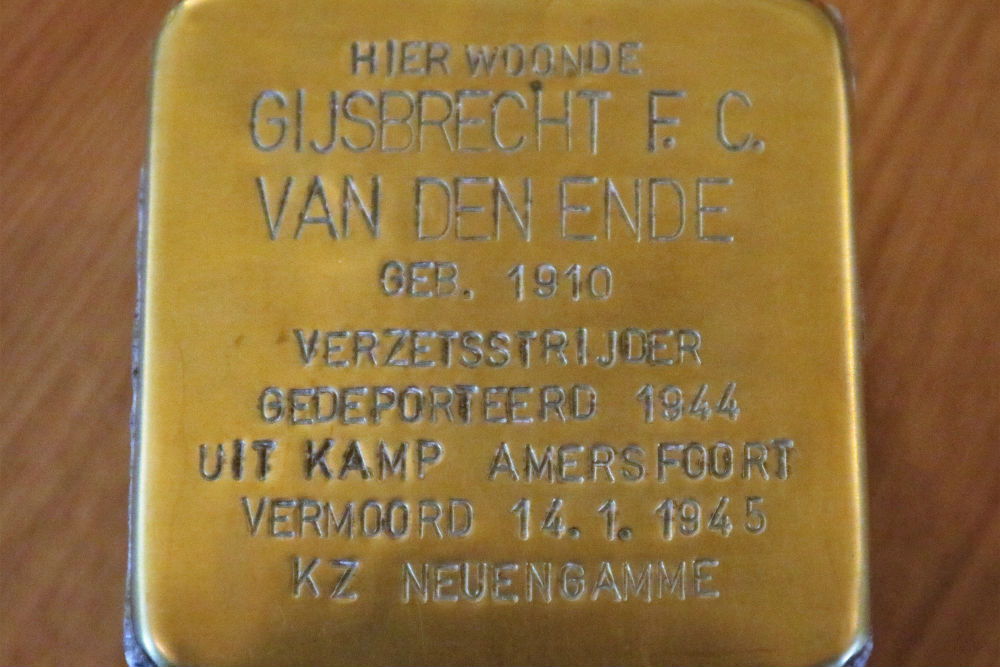 HIER WOONDE
GIJSBRECHT F. C.
VAN DEN ENDE
GEB. 1910
VERZETSSTRIJDER
GEDEPORTEERD 1944
UIT KAMP AMERSFOORT
VERMOORD 14.1.1945
KZ NEUENGAMME